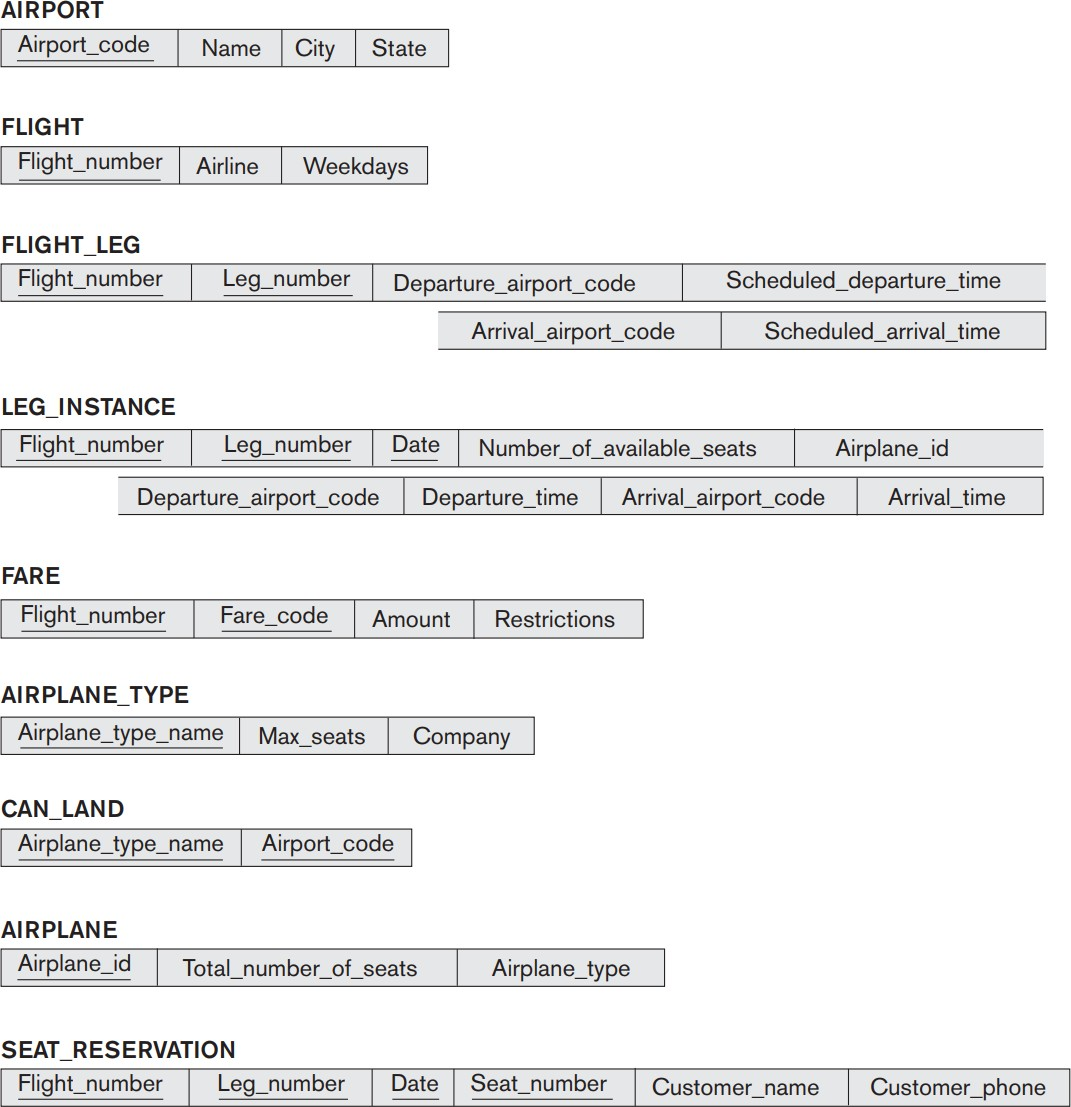 AIRPORT
Airport_code Name City State
FLIGHT
Flight_number Airline Weekdays
FLIGHT_LEG
Flight_number Leg_number Departure_airport_code Scheduled_departure_time
Arrival_airport_code Scheduled_arrival_time
LEG_INSTANCE
Flight_number Leg_number Date Number_of_available_seats Airplane_id
Departure_airport_code Departure_time Arrival_airport_code Arrival_time
FARE
Flight_number Fare_code Amount Restrictions
AIRPLANE_TYPE
Airplane_type_name Max_seats Company
CAN_LAND
Airplane_type_name Airport_code
AIRPLANE
Airplane_id Total_number_of_seats Airplane_type
SEAT_RESERVATION
Flight_number Leg_number Date Seat_number Customer_name Customer_phone